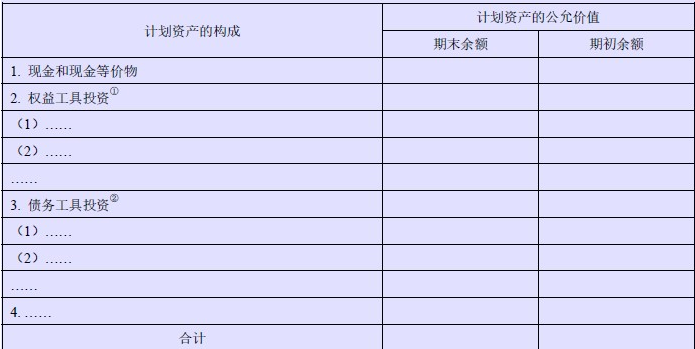 计划资产的构成
计划资产的公允价值
期末余额 期初余额
1. 现金和现金等价物
2. 权益工具投资①
（1）……
（2）……
……
3. 债务工具投资②
（1）……
（2）……
……
4. ……
合计